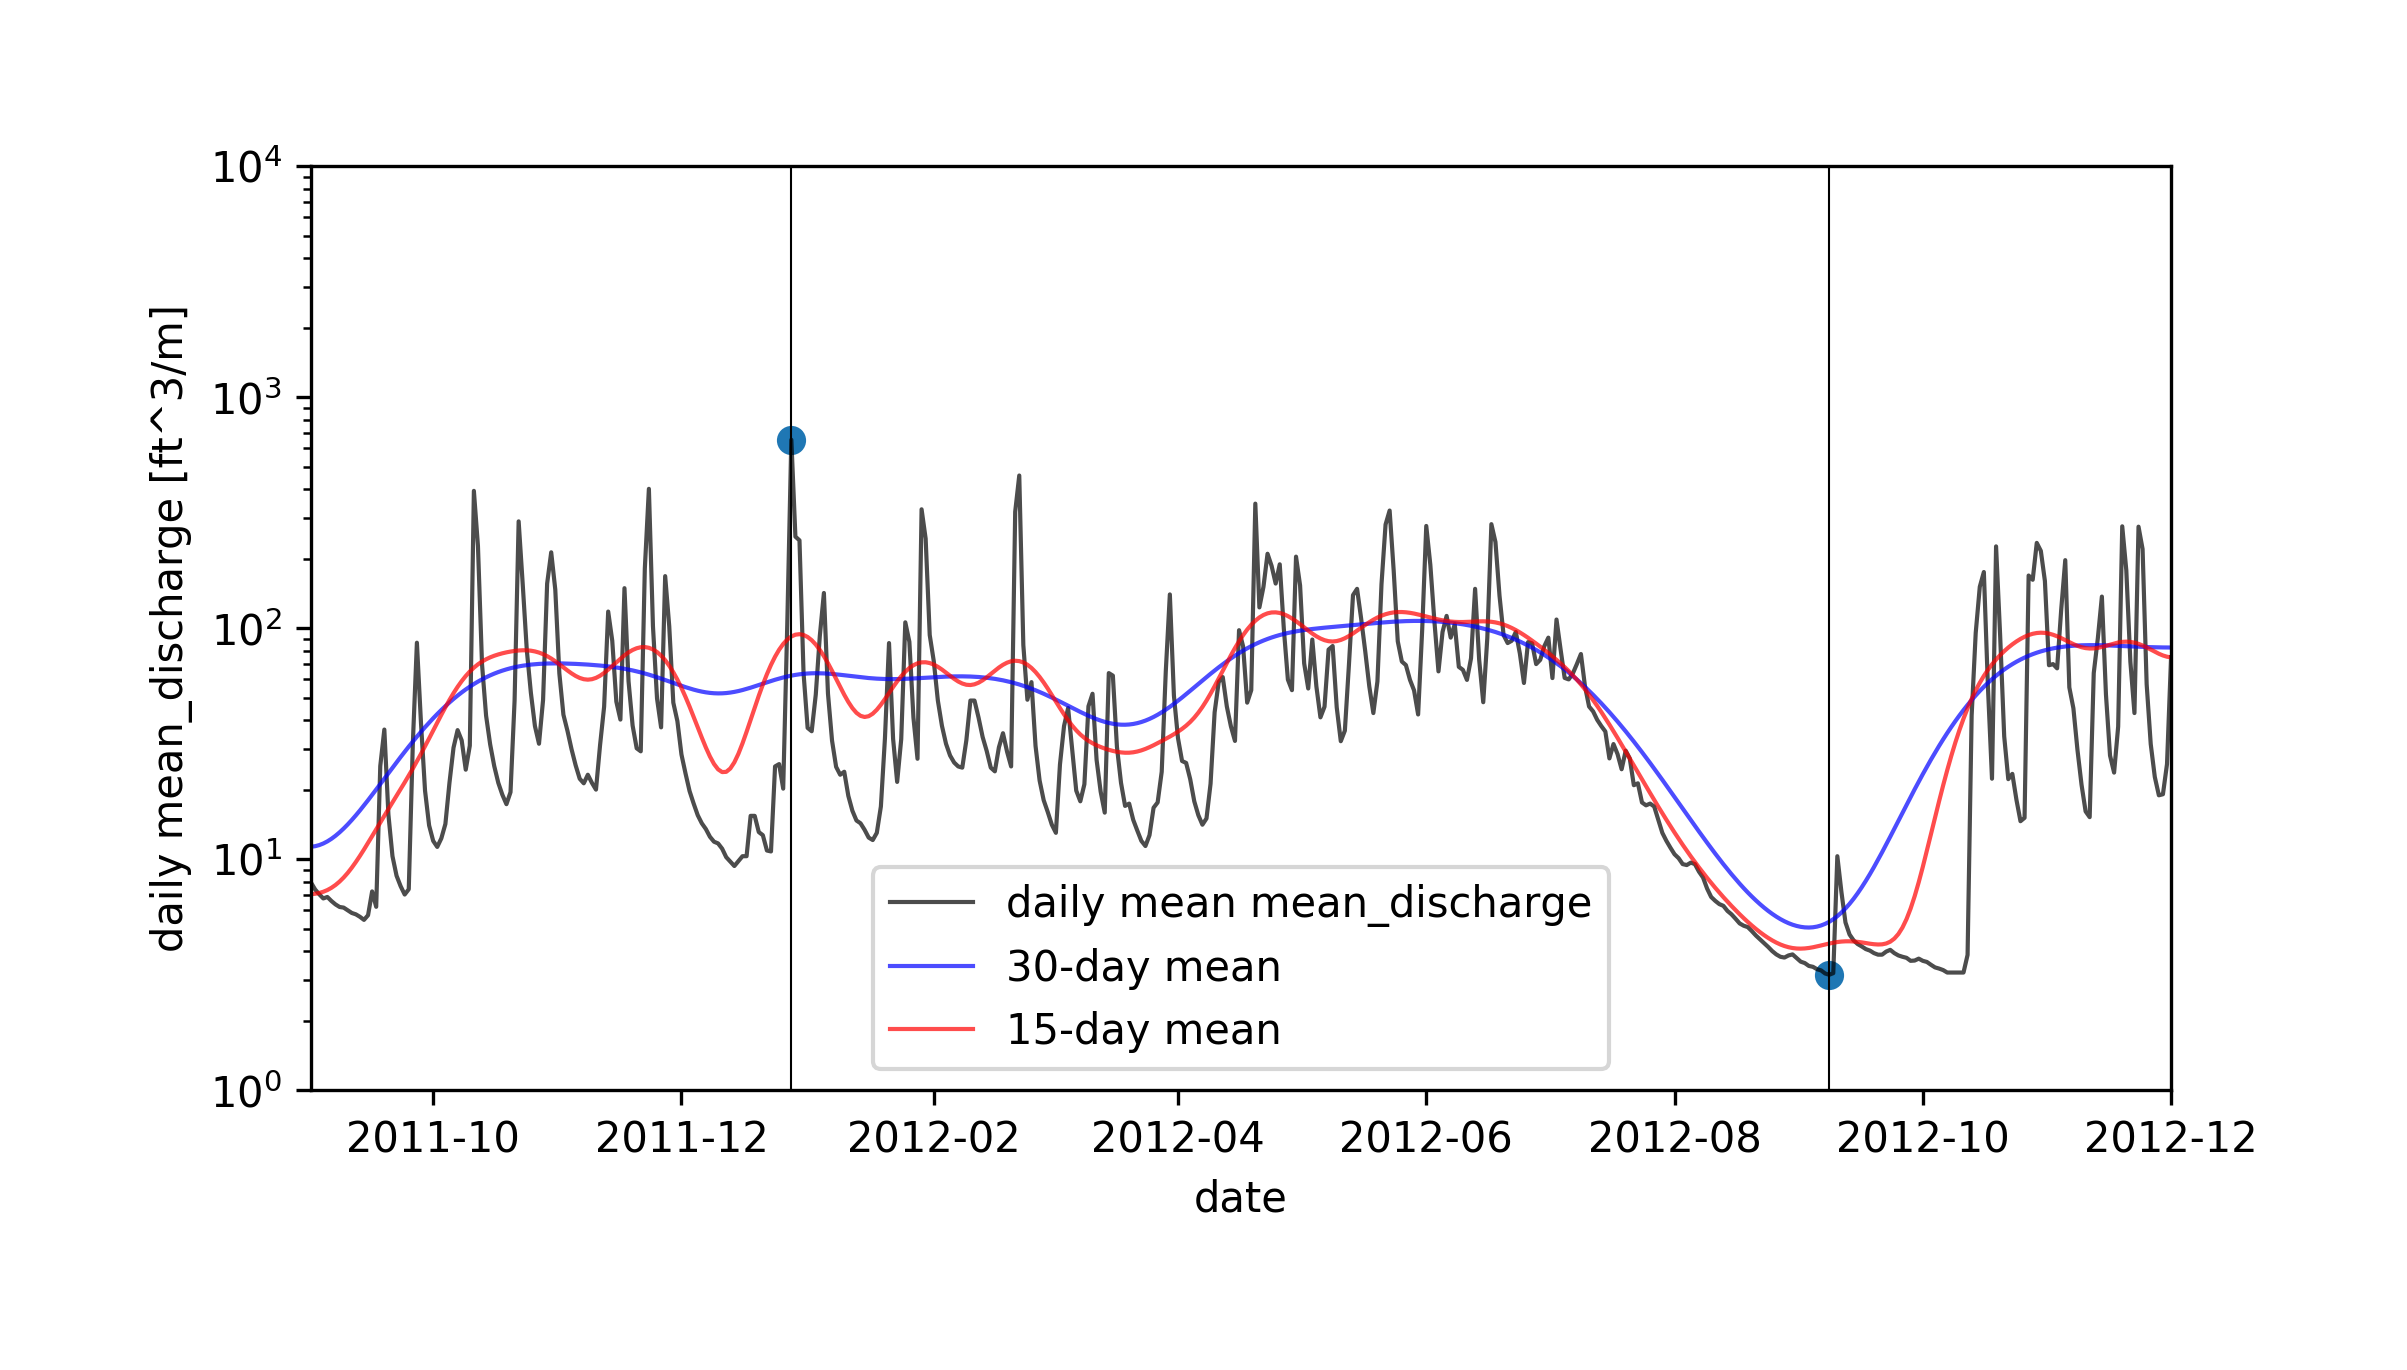 10^4
10^3
10^2
10^1
10^0
daily mean_discharge [ft^3/m]
daily mean mean_discharge
30-day mean
15-day mean
2011-10 2011-12 2012-02 2012-04 2012-06 2012-08 2012-10 2012-12
date